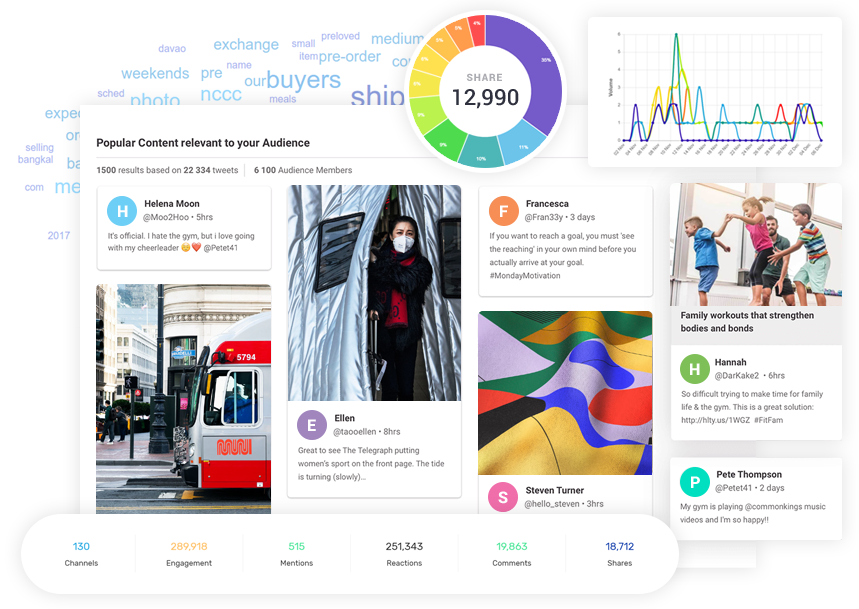 davao
exchange
small
preloved
medium
item
pre-order
name
weekends
pre
our
buyers
sched
photo
nccc
meals
ship
selling
bangkal
com
me
2017
4%
5%
5%
6%
8%
9%
9%
10%
11%
SHARE
12,990
Volume
6
5
4
3
2
1
0
Popular Content relevant to your Audience
1500 results based on 22 334 tweets
6 100 Audience Members
H
Helena Moon
@Moo2Hoo • 5hrs
It's official. I hate the gym, but i love going
with my cheerleader 😊❤️ @Petet41
5794
E
Ellen
@taooellen • 8hrs
Great to see The Telegraph putting
women's sport on the front page. The tide
is turning (slowly)...
F
Francesca
@Fran33y • 3 days
If you want to reach a goal, you must 'see
the reaching' in your own mind before you
actually arrive at your goal.
#MondayMotivation
S
Steven Turner
@hello_steven • 3hrs
Family workouts that strengthen
bodies and bonds
H
Hannah
@DarKake2 • 6hrs
So difficult trying to make time for family
life & the gym. This is a great solution:
http://hlty.us/1WGZ #FitFam
P
Pete Thompson
@Petet41 • 2 days
My gym is playing @commonkings music
videos and I'm so happy!!
130
Channels
289,918
Engagement
515
Mentions
251,343
Reactions
19,863
Comments
18,712
Shares